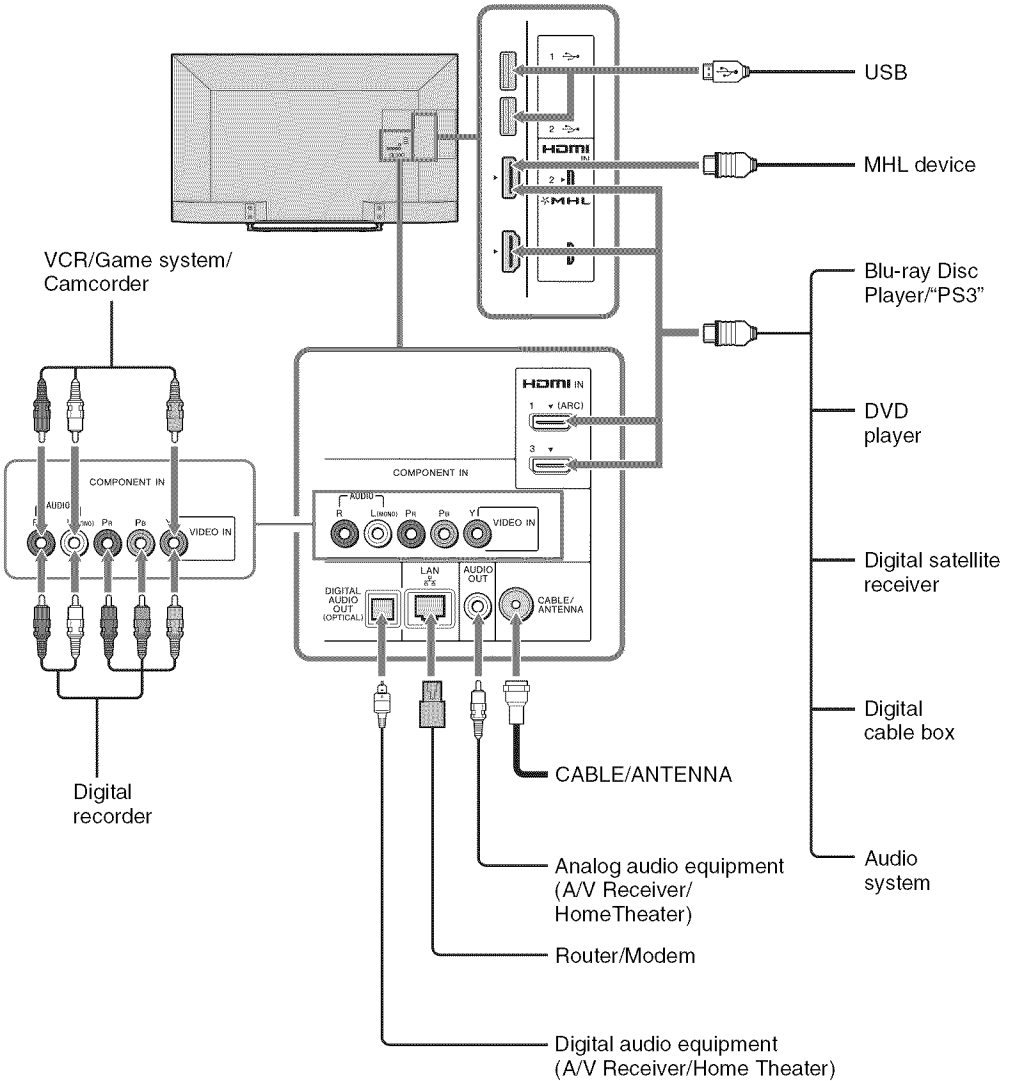 1
USB
2
HDMI
IN
MHL device
2
MHL
VCR/Game system/
Camcorder
Blu-ray Disc
Player/“PS3”
HDMI IN
1 (ARC)
DVD
player
3
COMPONENT IN
COMPONENT IN
AUDIO
R L(MONO) PR PB Y
VIDEO IN
AUDIO
PR PB
VIDEO IN
Digital satellite
receiver
LAN
AUDIO
OUT
DIGITAL
AUDIO
OUT
(OPTICAL)
CABLE/
ANTENNA
Digital
cable box
CABLE/ANTENNA
Digital
recorder
Audio
system
Analog audio equipment
(A/V Receiver/
HomeTheater)
Router/Modem
Digital audio equipment
(A/V Receiver/Home Theater)